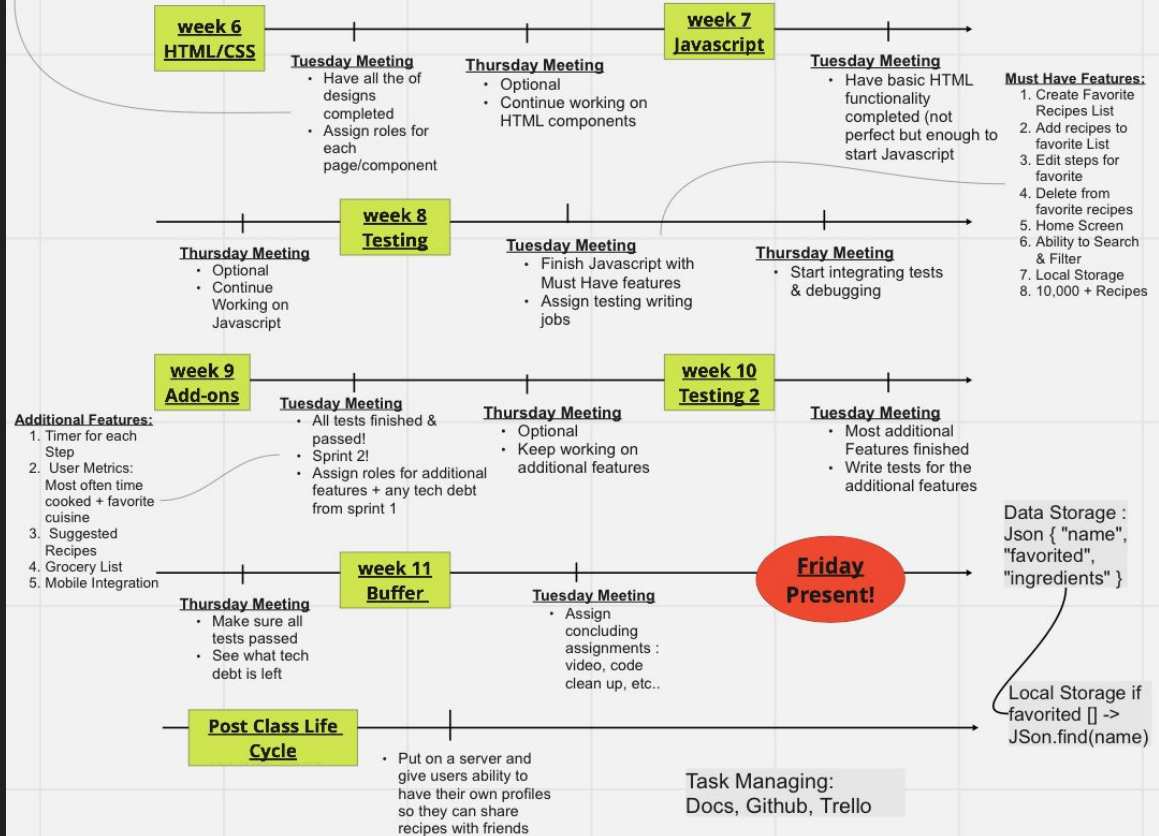 week 6
HTML/CSS
Tuesday Meeting
• Have all the of
designs
completed
• Assign roles for
each
page/component
Thursday Meeting
• Optional
• Continue working on
HTML components
week 7
Javascript
Tuesday Meeting
• Have basic HTML
functionality
completed (not
perfect but enough to
start Javascript
Must Have Features:
1. Create Favorite
Recipes List
2. Add recipes to
favorite List
3. Edit steps for
favorite
4. Delete from
favorite recipes
5. Home Screen
6. Ability to Search
& Filter
7. Local Storage
8. 10,000 + Recipes
Thursday Meeting
• Optional
• Continue
Working on
Javascript
week 8
Testing
Tuesday Meeting
• Finish Javascript with
Must Have features
• Assign testing writing
jobs
Thursday Meeting
• Start integrating tests
& debugging
week 9
Add-ons
Additional Features:
1. Timer for each
Step
2. User Metrics:
Most often time
cooked + favorite
cuisine
3. Suggested
Recipes
4. Grocery List
5. Mobile Integration
Tuesday Meeting
• All tests finished &
passed!
• Sprint 2!
• Assign roles for additional
features + any tech debt
from sprint 1
Thursday Meeting
• Optional
• Keep working on
additional features
week 10
Testing 2
Tuesday Meeting
• Most additional
Features finished
• Write tests for the
additional features
Thursday Meeting
• Make sure all
tests passed
• See what tech
debt is left
week 11
Buffer
Tuesday Meeting
• Assign
concluding
assignments :
video, code
clean up, etc..
Friday
Present!
Data Storage :
Json { "name",
"favorited",
"ingredients" }
Local Storage if
favorited [] ->
JSon.find(name)
Post Class Life
Cycle
• Put on a server and
give users ability to
have their own profiles
so they can share
recipes with friends
Task Managing:
Docs, Github, Trello